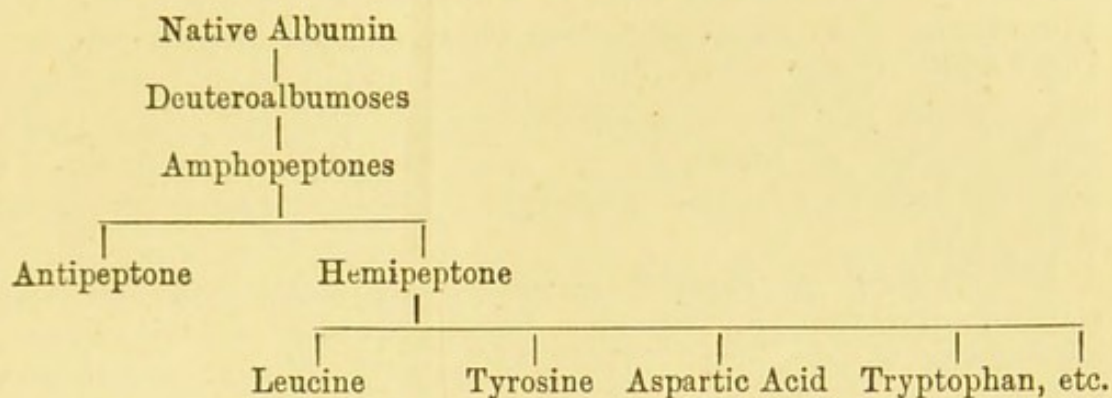 Native Albumin
Deuteroalbumoses
Amphopeptones
Antipeptone Hemipeptone
Leucine Tyrosine Aspartic Acid Tryptophan, etc.